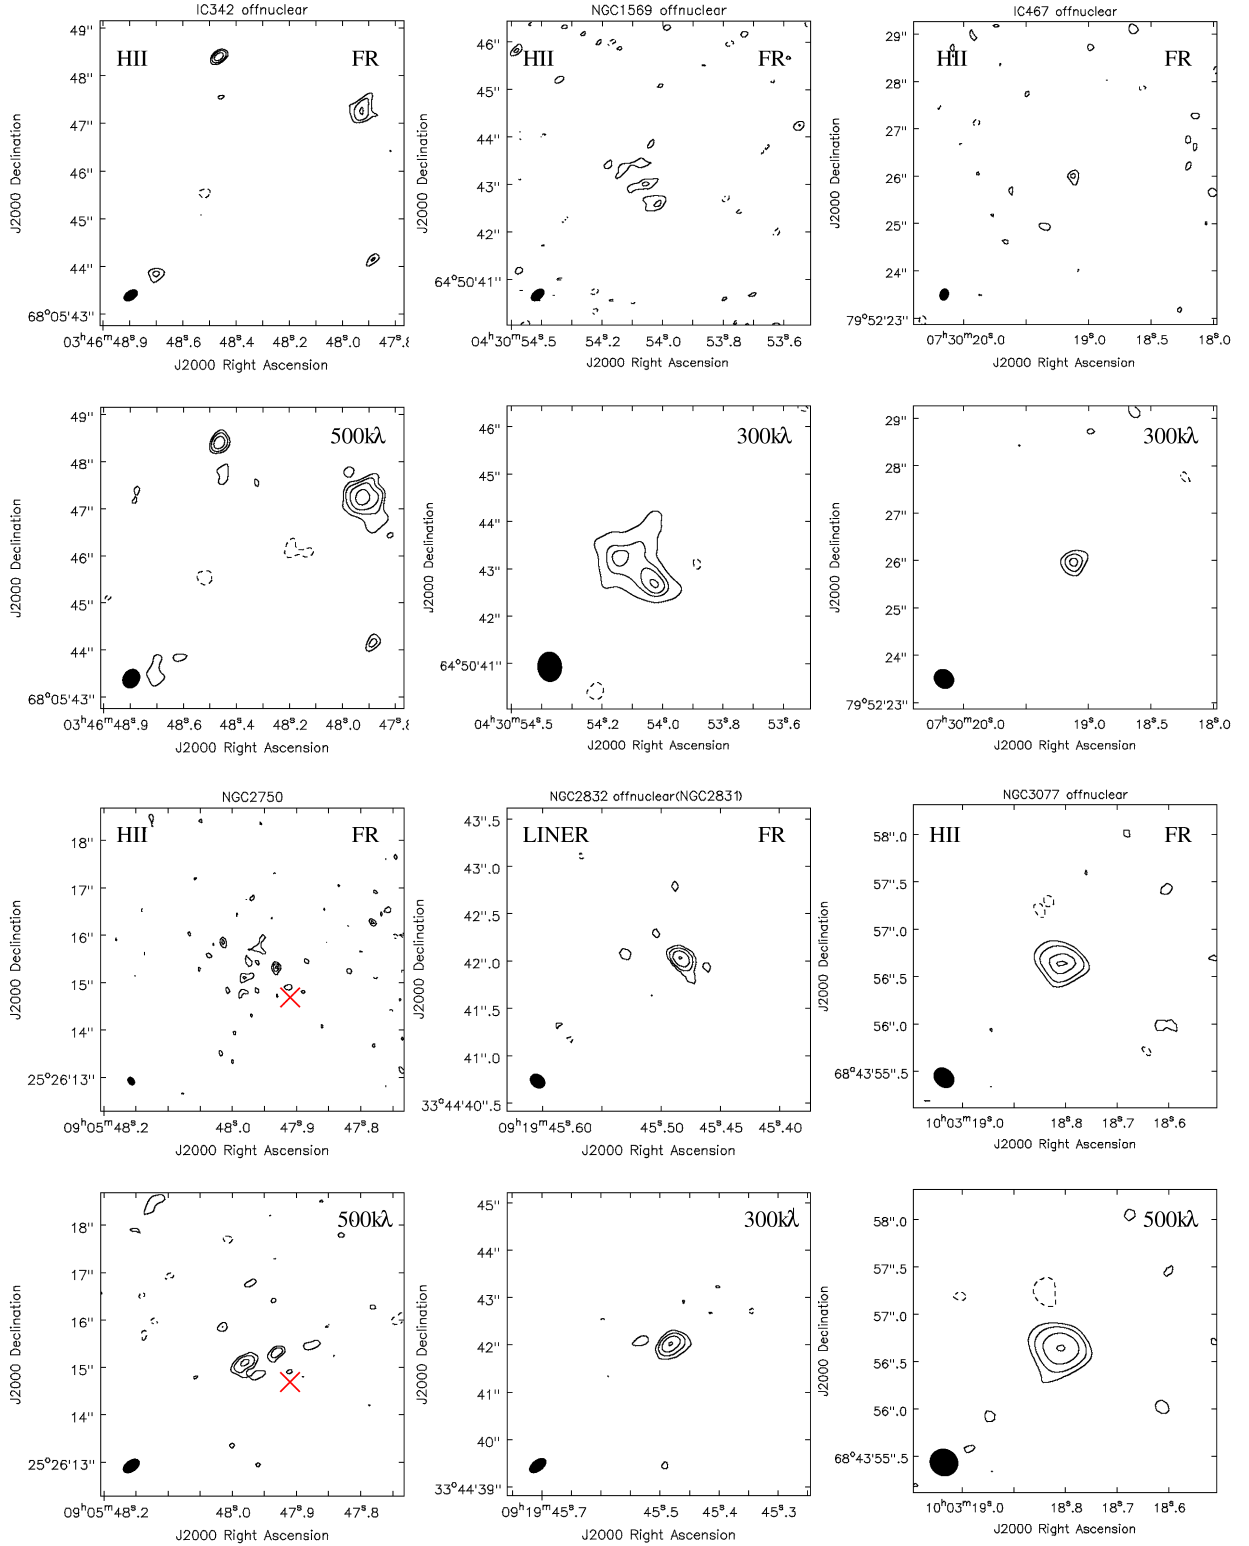 IC342 offnuclear
HII FR
J2000 Declination
49"
48"
47"
46"
45"
44"
68°05'43"
03ʰ46ᵐ48ˢ.9 48ˢ.6 48ˢ.3 48ˢ.0 47ˢ.
J2000 Right Ascension
NGC1569 offnuclear
HII FR
J2000 Declination
46"
45"
44"
43"
42"
64°50'41"
04ʰ30ᵐ54ˢ.5 54ˢ.2 54ˢ.0 53ˢ.8 53ˢ.6
J2000 Right Ascension
IC467 offnuclear
HII FR
J2000 Declination
29"
28"
27"
26"
25"
24"
79°52'23"
07ʰ30ᵐ20ˢ.0 19ˢ.0 18ˢ.5 18ˢ.0
J2000 Right Ascension
500kλ
J2000 Declination
49"
48"
47"
46"
45"
44"
68°05'43"
03ʰ46ᵐ48ˢ.9 48ˢ.6 48ˢ.4 48ˢ.2 48ˢ.0 47ˢ.8
J2000 Right Ascension
300kλ
J2000 Declination
46"
45"
44"
43"
42"
64°50'41"
04ʰ30ᵐ54ˢ.5 54ˢ.2 54ˢ.0 53ˢ.8 53ˢ.6
J2000 Right Ascension
300kλ
J2000 Declination
29"
28"
27"
26"
25"
24"
79°52'23"
07ʰ30ᵐ20ˢ.0 19ˢ.0 18ˢ.5 18ˢ.0
J2000 Right Ascension
NGC2750
HII FR
J2000 Declination
18"
17"
16"
15"
14"
25°26'13"
09ʰ05ᵐ48ˢ.2 48ˢ.0 47ˢ.9 47ˢ.8
J2000 Right Ascension
NGC2832 offnuclear(NGC2831)
LINER FR
J2000 Declination
43".5
43".0
42".5
42".0
41".5
41".0
33°44'40".5
09ʰ19ᵐ45ˢ.60 45ˢ.50 45ˢ.40
J2000 Right Ascension
NGC3077 offnuclear
HII FR
J2000 Declination
58".0
57".5
57".0
56".5
56".0
68°43'55".5
10ʰ03ᵐ19ˢ.0 18ˢ.8 18ˢ.7 18ˢ.6
J2000 Right Ascension
500kλ
J2000 Declination
18"
17"
16"
15"
14"
25°26'13"
09ʰ05ᵐ48ˢ.2 48ˢ.0 47ˢ.9 47ˢ.8
J2000 Right Ascension
300kλ
J2000 Declination
45"
44"
43"
42"
41"
40"
33°44'39"
09ʰ19ᵐ45ˢ.7 45ˢ.5 45ˢ.4 45ˢ.3
J2000 Right Ascension
500kλ
J2000 Declination
58".0
57".5
57".0
56".5
56".0
68°43'55".5
10ʰ03ᵐ19ˢ.0 18ˢ.8 18ˢ.7 18ˢ.6
J2000 Right Ascension